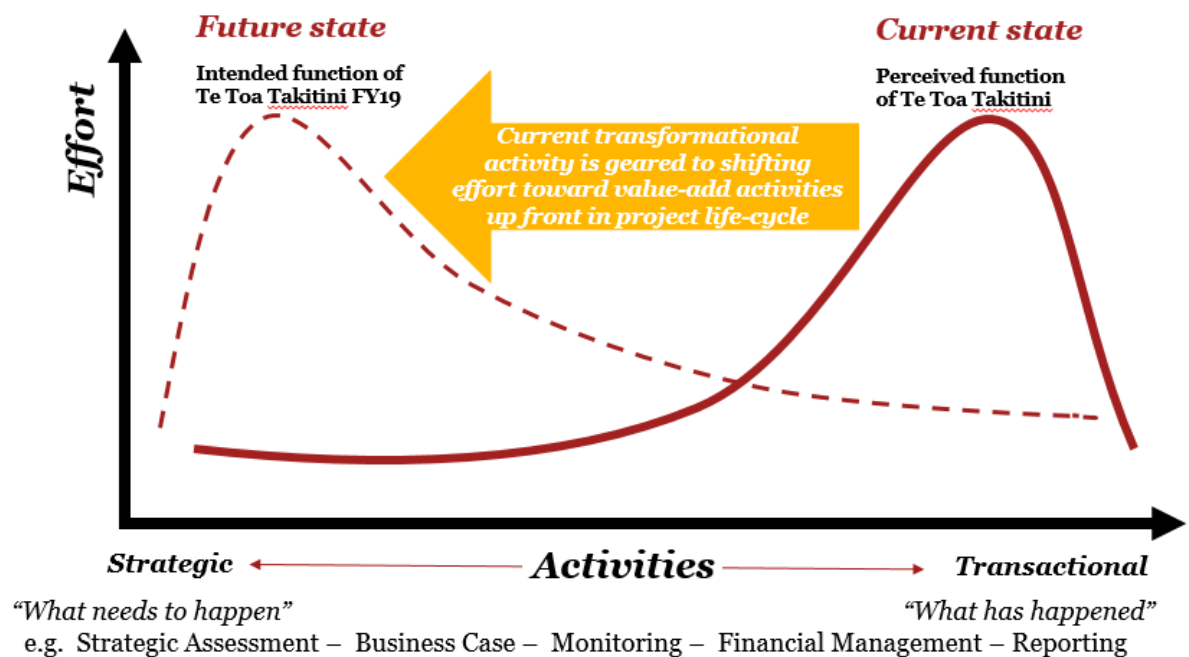 Future state
Intended function of
Te Toa Takitini FY19
Current state
Perceived function
of Te Toa Takitini
Current transformational
activity is geared to shifting
effort toward value-add activities
up front in project life-cycle
Effort
Strategic
Activities
Transactional
“What needs to happen”
“What has happened”
e.g. Strategic Assessment – Business Case – Monitoring – Financial Management – Reporting